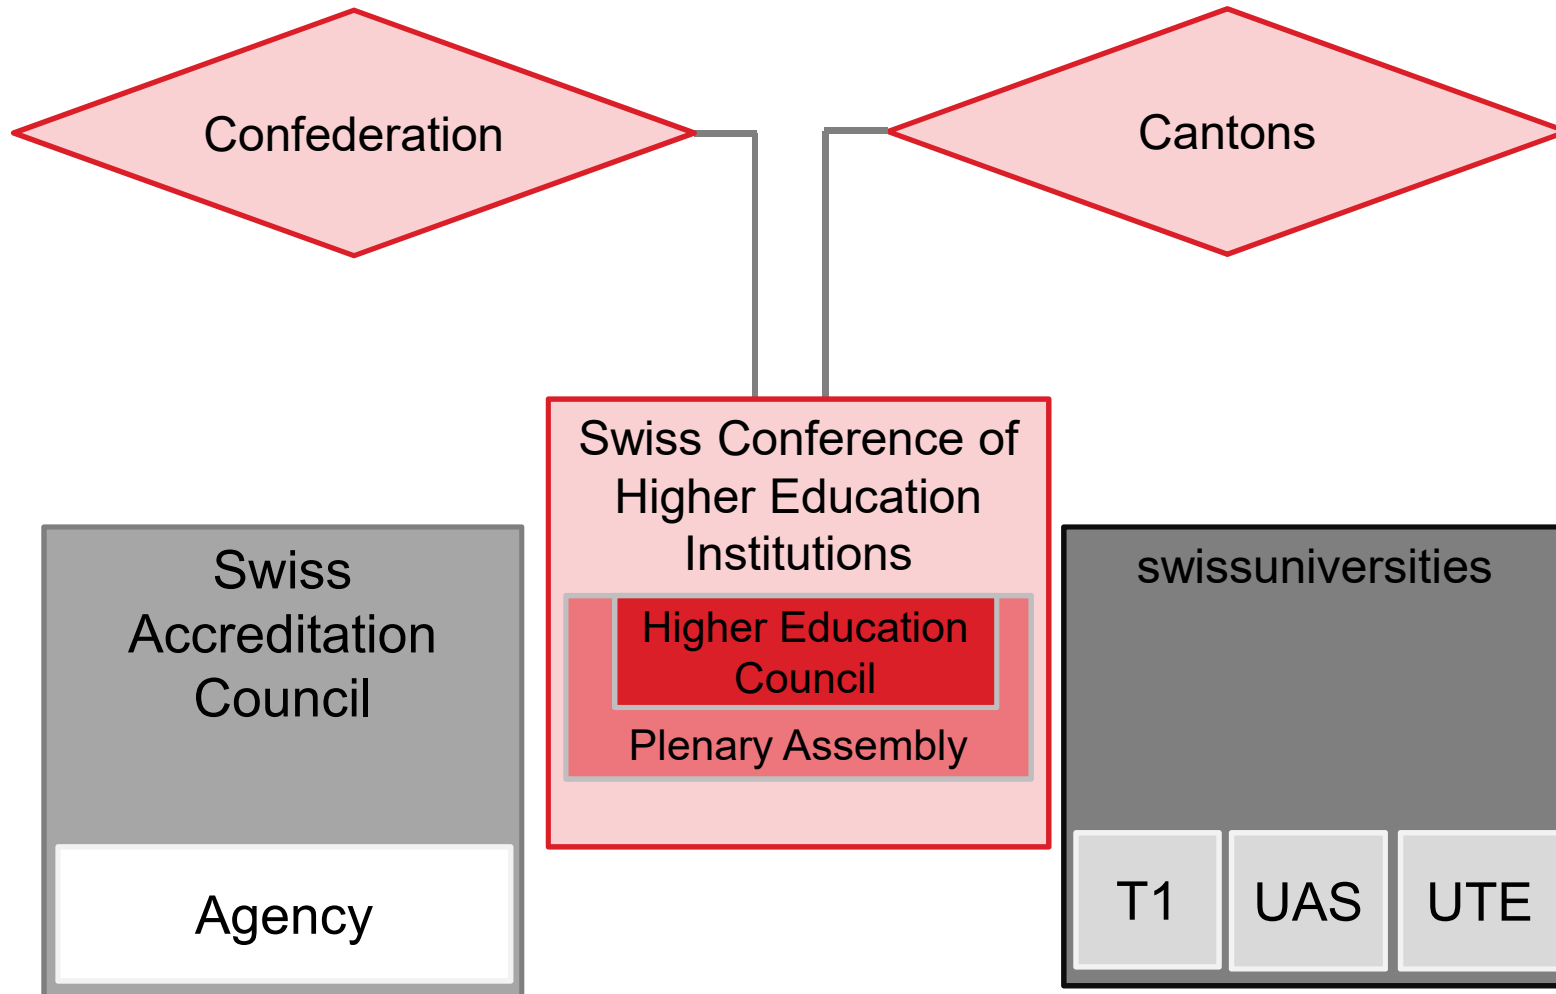 Confederation
Cantons
Swiss Conference of
Higher Education
Institutions
Higher Education
Council
Plenary Assembly
Swiss
Accreditation
Council
Agency
swissuniversities
T1
UAS
UTE